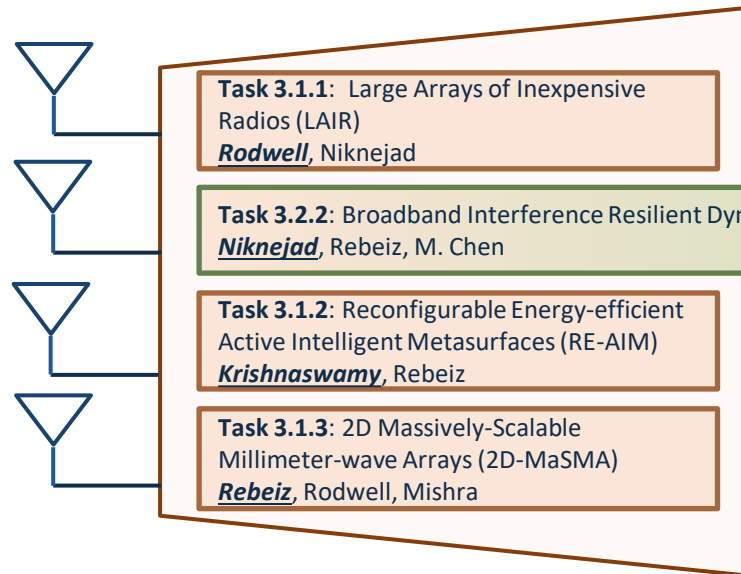 Task 3.1.1: Large Arrays of Inexpensive
Radios (LAIR)
Rodwell, Niknejad
Task 3.2.2: Broadband Interference Resilient Dyn
Niknejad, Rebeiz, M. Chen
Task 3.1.2: Reconfigurable Energy-efficient
Active Intelligent Metasurfaces (RE-AIM)
Krishnaswamy, Rebeiz
Task 3.1.3: 2D Massively-Scalable
Millimeter-wave Arrays (2D-MaSMA)
Rebeiz, Rodwell, Mishra